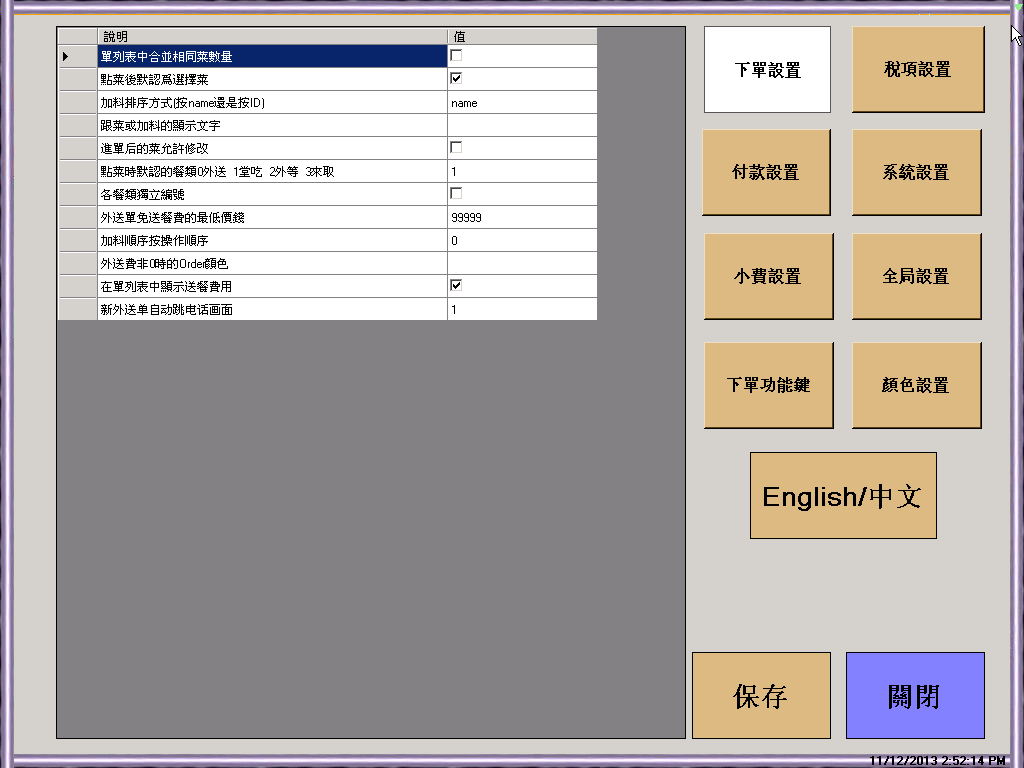 說明 值
單列表中合並相同菜數量
點菜後默認爲選擇菜
加料排序方式(按name還是按ID) name
跟菜或加料的顯示文字
進單后的菜允許修改
點菜時默認的餐類0外送 1堂吃 2外等 3來取 1
各餐類獨立編號
外送單免送餐費的最低價錢 99999
加料順序按操作順序 0
外送費非0時的Order顏色
在單列表中顯示送餐費用
新外送单自动跳电话画面 1
下單設置 稅項設置
付款設置 系統設置
小費設置 全局設置
下單功能鍵 顏色設置
English/中文
保存 關閉
11/12/2013 2:52:14 PM